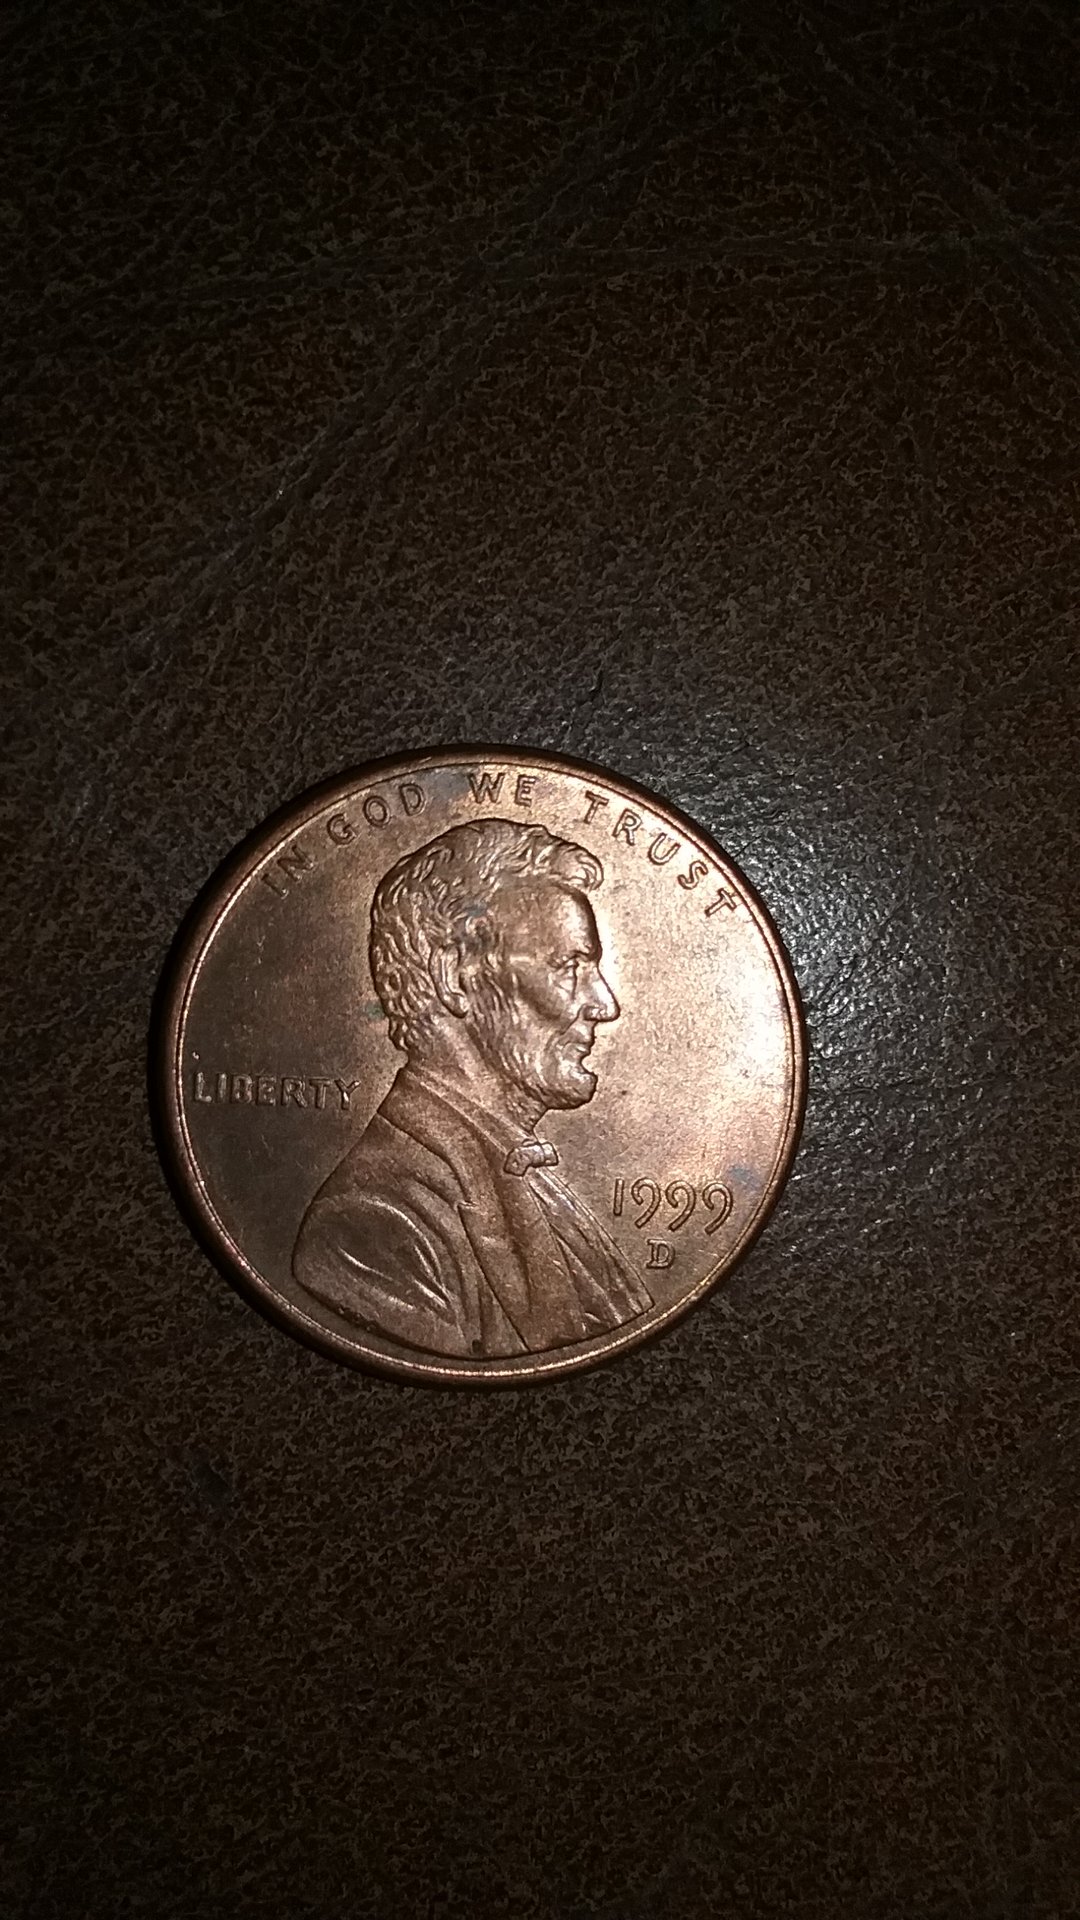 IN GOD WE TRUST
LIBERTY
1999
D